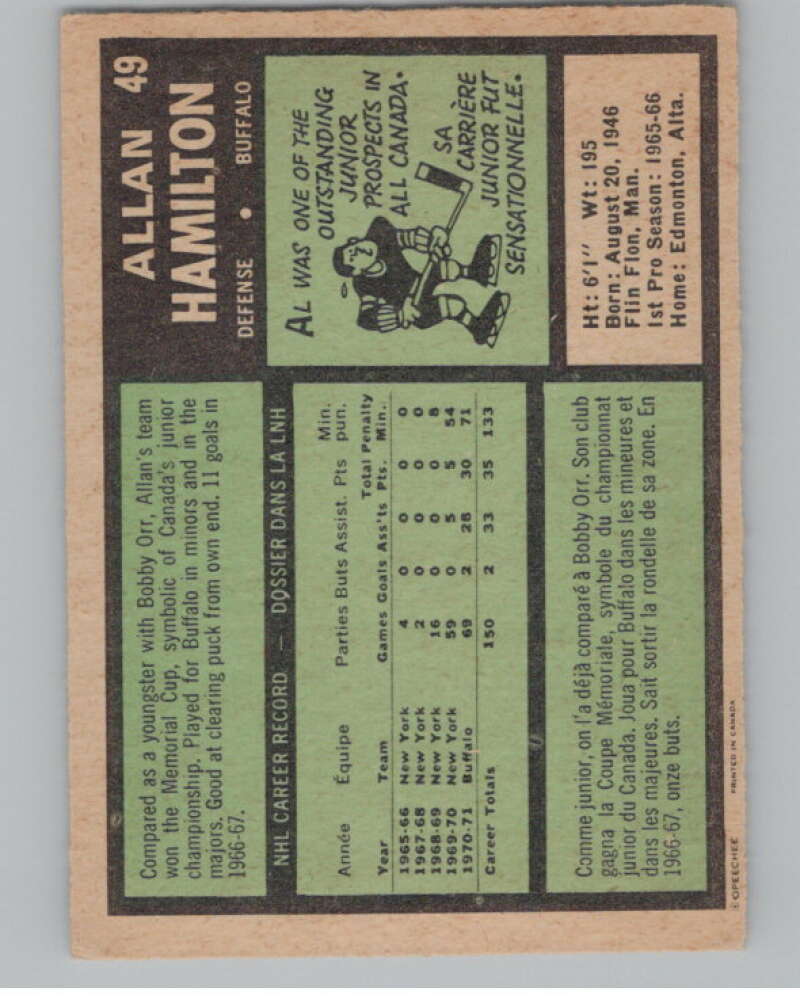 ALLAN 49
HAMILTON
DEFENSE • BUFFALO
Compared as a youngster with Bobby Orr, Allan's team
won the Memorial Cup, symbolic of Canada's junior
championship. Played for Buffalo in minors and in the
majors. Good at clearing puck from own end. 11 goals in
1966-67.
AL WAS ONE OF THE
OUTSTANDING
JUNIOR
PROSPECTS IN
ALL CANADA.
SA
CARRIÈRE
JUNIOR FUT
SENSATIONNELLE.
NHL CAREER RECORD — DOSSIER DANS LA LNH
Min.
Année Équipe Parties Buts Assist. Pts pun.
Total Penalty
Year Team Games Goals Ass'ts Pts. Min.
1965-66 New York 4 0 0 0 0
1967-68 New York 2 0 0 0 0
1968-69 New York 16 0 0 0 8
1969-70 New York 59 0 5 5 54
1970-71 Buffalo 69 2 28 30 71
Career Totals 150 2 33 35 133
Ht: 6'1" Wt: 195
Born: August 20, 1946
Flin Flon, Man.
1st Pro Season: 1965-66
Home: Edmonton, Alta.
Comme junior, on l'a déjà comparé à Bobby Orr. Son club
gagna la Coupe Mémoriale, symbole du championnat
junior du Canada. Joua pour Buffalo dans les mineures et
dans les majeures. Sait sortir la rondelle de sa zone. En
1966-67, onze buts.
© OPEECHEE PRINTED IN CANADA